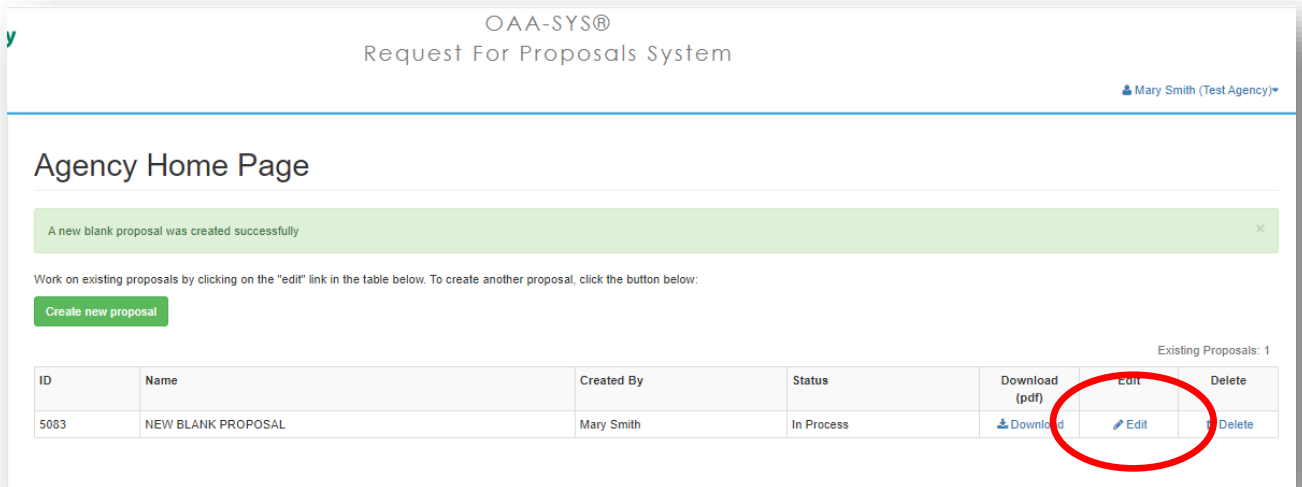 OAA-SYS®
y
Request For Proposals System
Mary Smith (Test Agency)
Agency Home Page
A new blank proposal was created successfully ×
Work on existing proposals by clicking on the "edit" link in the table below. To create another proposal, click the button below:
Create new proposal
Existing Proposals: 1
ID Name Created By Status Download (pdf) Edit Delete
5083 NEW BLANK PROPOSAL Mary Smith In Process Download Edit Delete